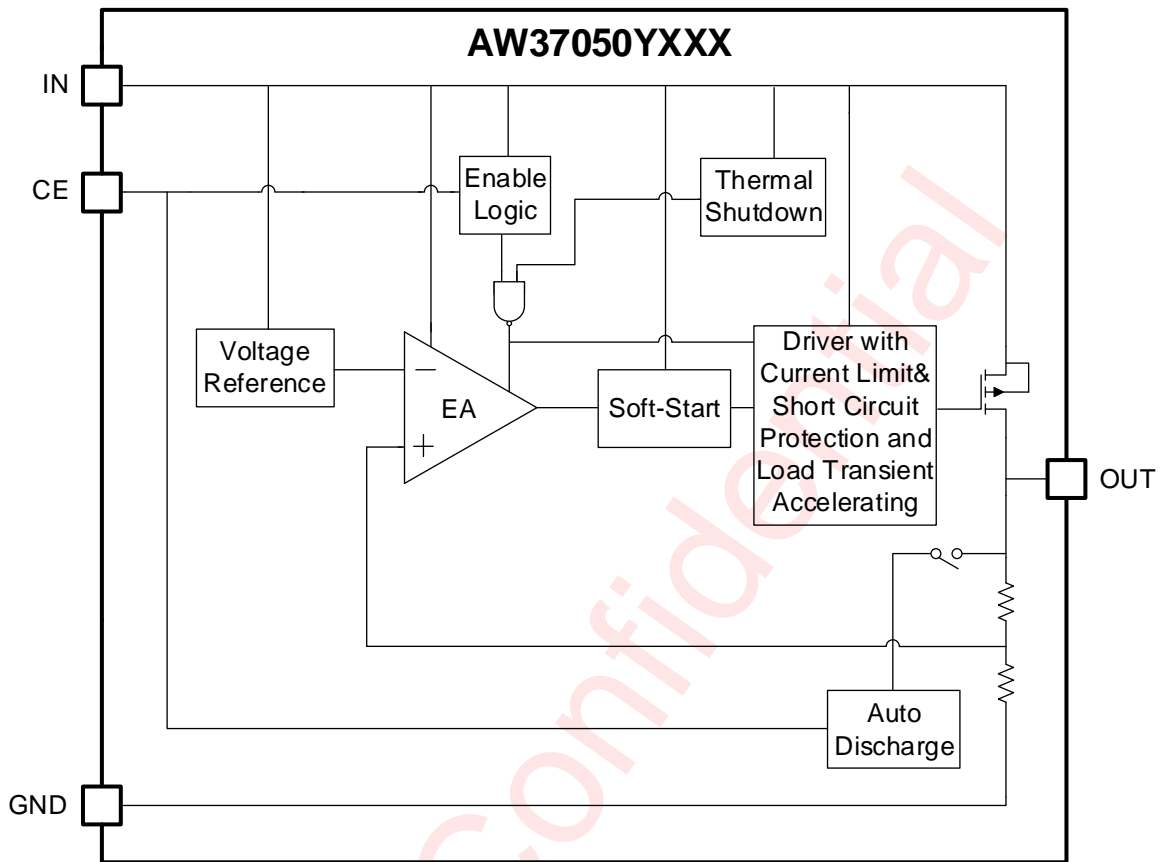 AW37050YXXX
IN
CE
Enable
Logic
Thermal
Shutdown
Voltage
Reference
−
EA
+
Soft-Start
Driver with
Current Limit&
Short Circuit
Protection and
Load Transient
Accelerating
OUT
Auto
Discharge
GND
Confidential